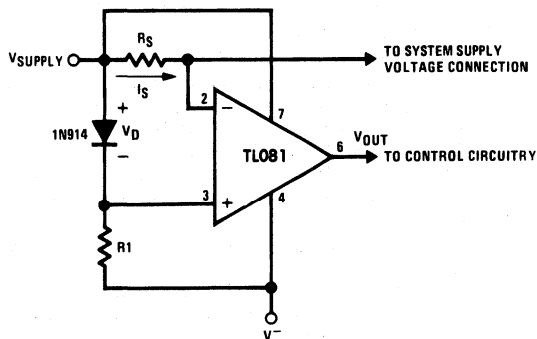 VSUPPLY
RS
IS
TO SYSTEM SUPPLY
VOLTAGE CONNECTION
+
1N914
VD
−
2
−
7
TL081
6
VOUT
TO CONTROL CIRCUITRY
3
+
4
R1
V−